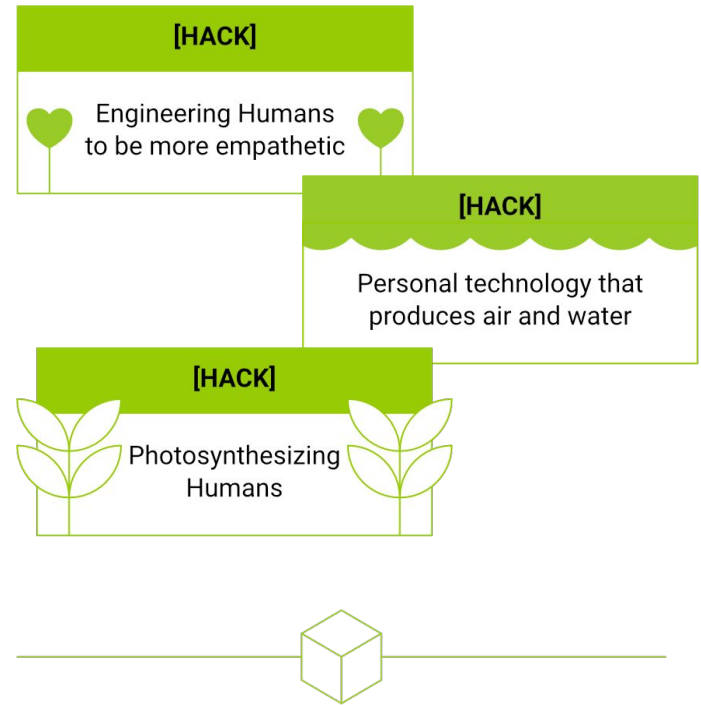 [HACK]
Engineering Humans
to be more empathetic
[HACK]
Personal technology that
produces air and water
[HACK]
Photosynthesizing
Humans